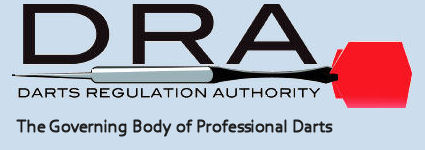 DRA
DARTS REGULATION AUTHORITY
The Governing Body of Professional Darts